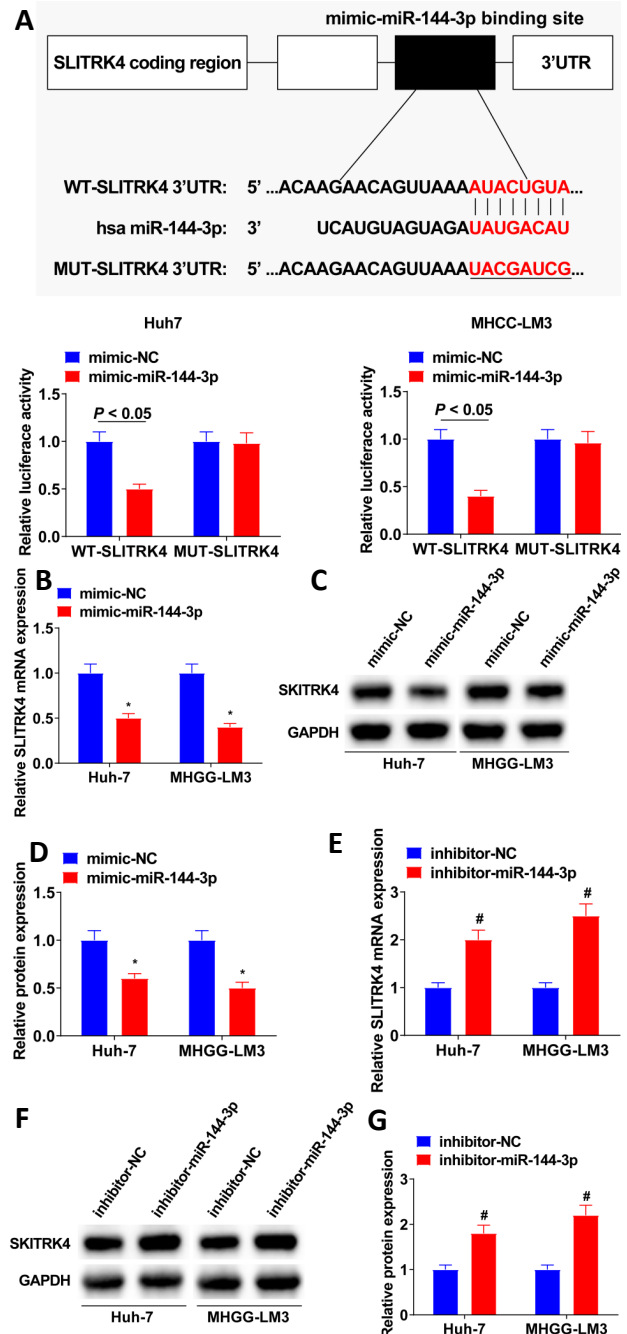 A
mimic-miR-144-3p binding site
SLITRK4 coding region
3'UTR
WT-SLITRK4 3'UTR: 5' ...ACAAGAACAGUUAAAAUACUGUA...
hsa miR-144-3p: 3' UCAUGUAGUAGAUAUGACAU
MUT-SLITRK4 3'UTR: 5' ...ACAAGAACAGUUAAAUACGAUCG...
Huh7
mimic-NC
mimic-miR-144-3p
Relative luciferace activity
1.5
1.0
0.5
0.0
P < 0.05
WT-SLITRK4 MUT-SLITRK4
MHCC-LM3
mimic-NC
mimic-miR-144-3p
Relative luciferace activity
1.5
1.0
0.5
0.0
P < 0.05
WT-SLITRK4 MUT-SLITRK4
B
mimic-NC
mimic-miR-144-3p
Relative SLITRK4 mRNA expression
1.5
1.0
0.5
0.0
*
*
Huh-7 MHGG-LM3
C
mimic-NC
mimic-miR-144-3p
mimic-NC
mimic-miR-144-3p
SKITRK4
GAPDH
Huh-7 MHGG-LM3
D
mimic-NC
mimic-miR-144-3p
Relative protein expression
1.5
1.0
0.5
0.0
*
*
Huh-7 MHGG-LM3
E
inhibitor-NC
inhibitor-miR-144-3p
Relative SLITRK4 mRNA expression
3
2
1
0
#
#
Huh-7 MHGG-LM3
F
inhibitor-NC
inhibitor-miR-144-3p
inhibitor-NC
inhibitor-miR-144-3p
SKITRK4
GAPDH
Huh-7 MHGG-LM3
G
inhibitor-NC
inhibitor-miR-144-3p
Relative protein expression
3
2
1
0
#
#
Huh-7 MHGG-LM3